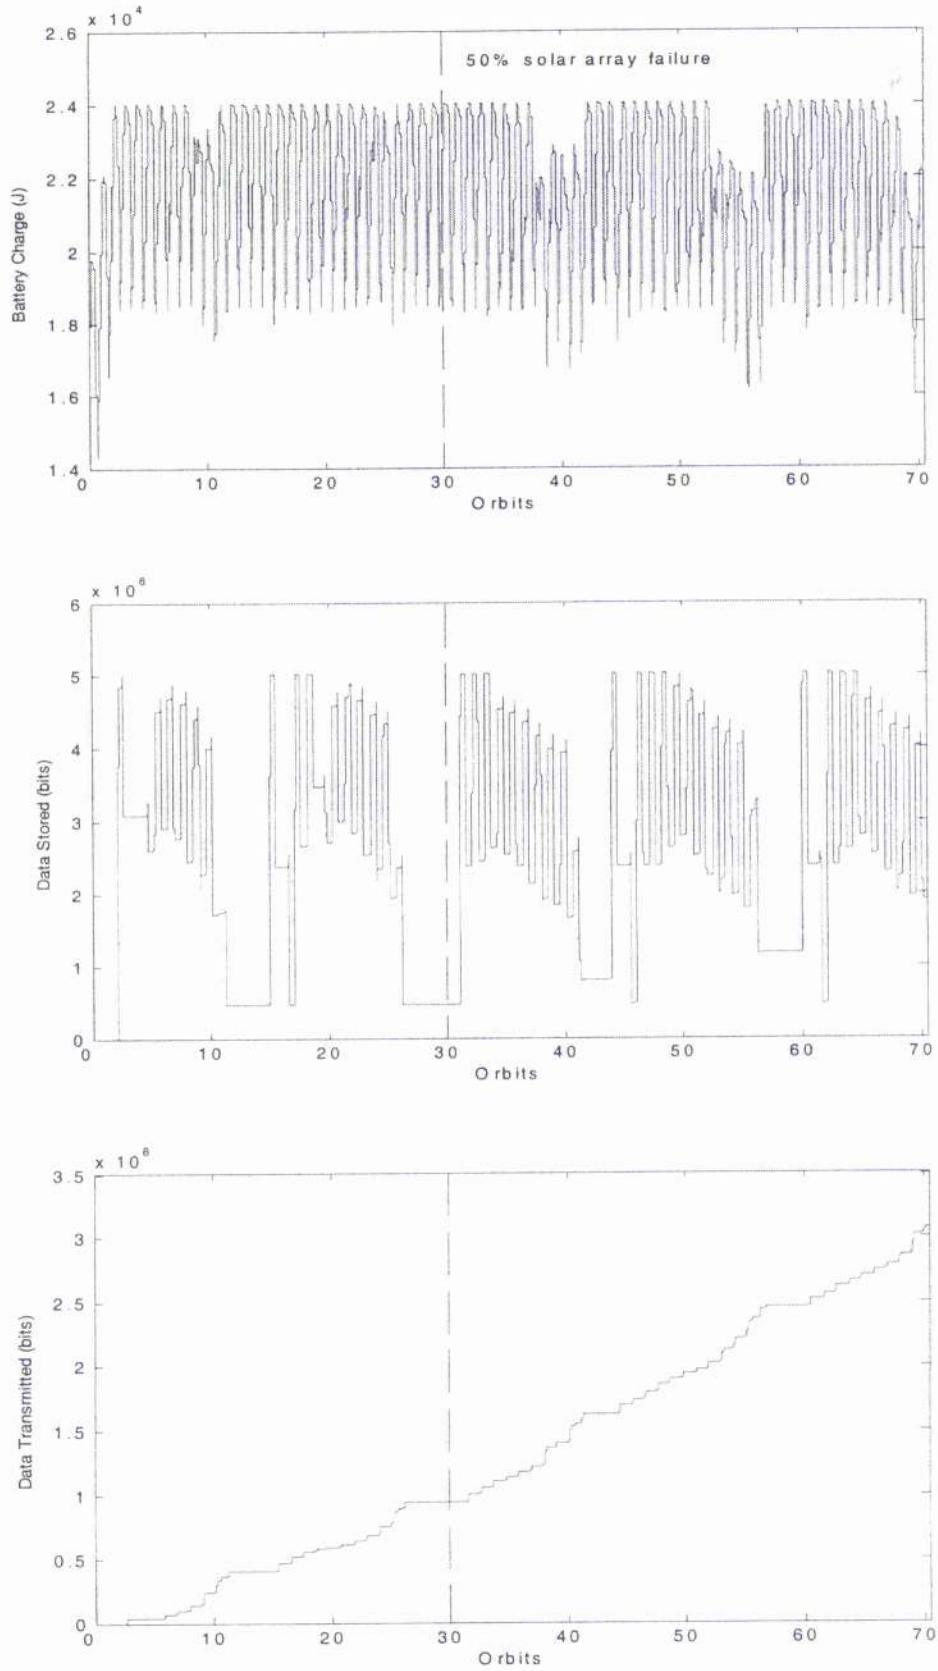 x 10^4
2.6
50% solar array failure
2.4
2.2
2
1.8
1.6
1.4
Battery Charge (J)
0 10 20 30 40 50 60 70
Orbits
x 10^6
6
5
4
3
2
1
0
Data Stored (bits)
0 10 20 30 40 50 60 70
Orbits
x 10^6
3.5
3
2.5
2
1.5
1
0.5
0
Data Transmitted (bits)
0 10 20 30 40 50 60 70
Orbits